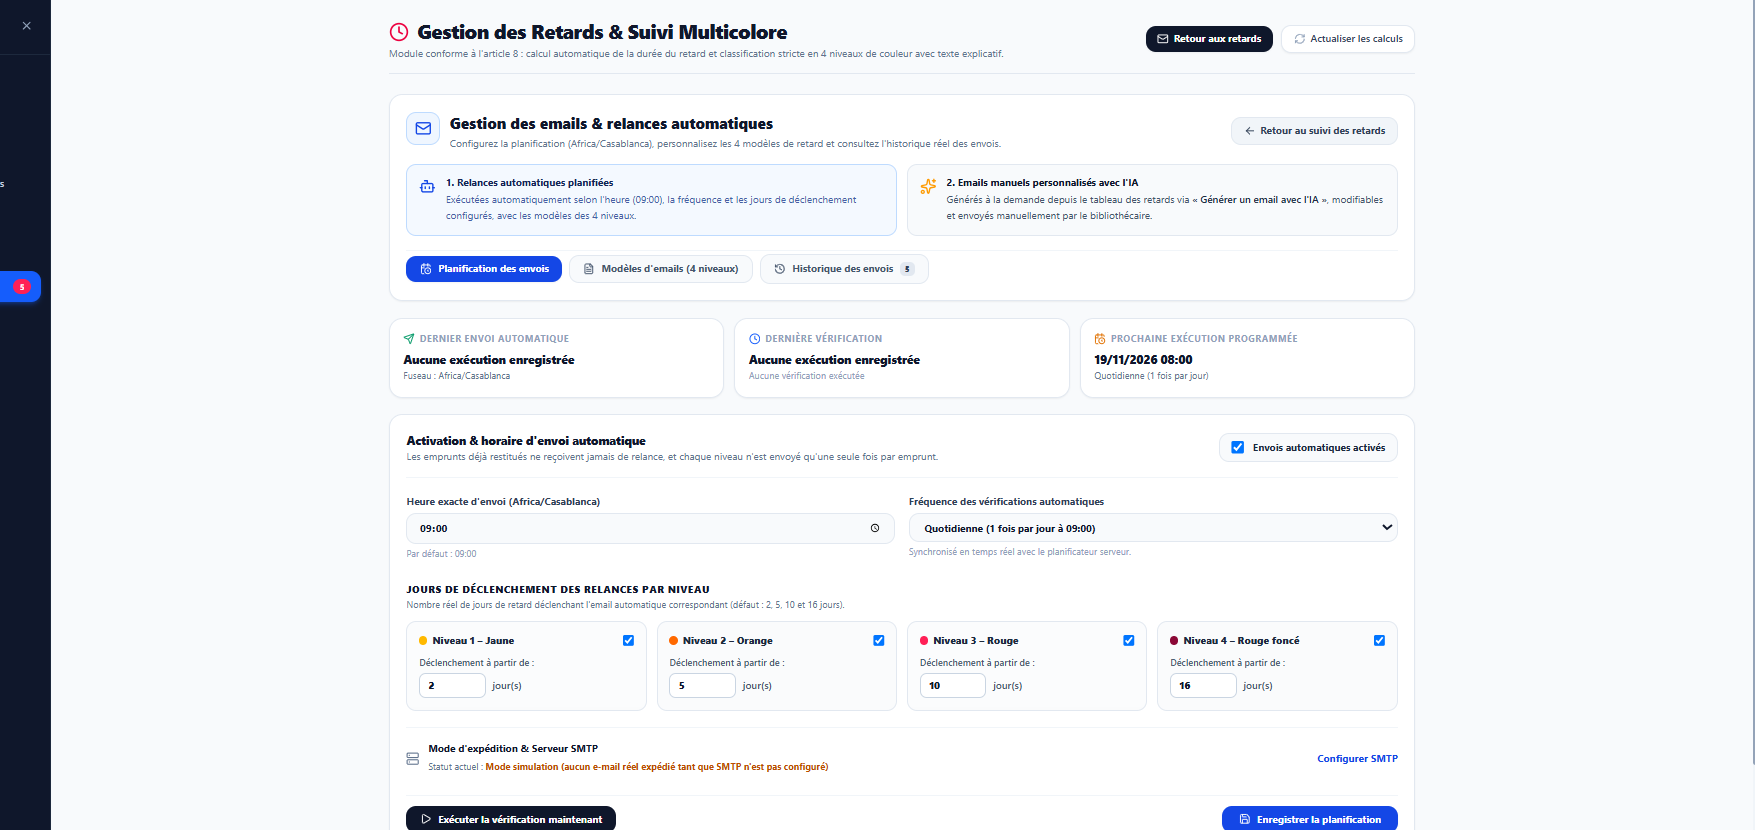 Gestion des Retards & Suivi Multicolore
Module conforme à l'article 8 : calcul automatique de la durée du retard et classification stricte en 4 niveaux de couleur avec texte explicatif.
Retour aux retards
Actualiser les calculs
s
5
Gestion des emails & relances automatiques
Configurez la planification (Africa/Casablanca), personnalisez les 4 modèles de retard et consultez l'historique réel des envois.
Retour au suivi des retards
1. Relances automatiques planifiées
Exécutées automatiquement selon l'heure (09:00), la fréquence et les jours de déclenchement
configurés, avec les modèles des 4 niveaux.
2. Emails manuels personnalisés avec l'IA
Générés à la demande depuis le tableau des retards via « Générer un email avec l'IA », modifiables
et envoyés manuellement par le bibliothécaire.
Planification des envois
Modèles d'emails (4 niveaux)
Historique des envois 5
DERNIER ENVOI AUTOMATIQUE
Aucune exécution enregistrée
Fuseau : Africa/Casablanca
DERNIÈRE VÉRIFICATION
Aucune exécution enregistrée
Aucune vérification exécutée
PROCHAINE EXÉCUTION PROGRAMMÉE
19/11/2026 08:00
Quotidienne (1 fois par jour)
Activation & horaire d'envoi automatique
Les emprunts déjà restitués ne reçoivent jamais de relance, et chaque niveau n'est envoyé qu'une seule fois par emprunt.
Envois automatiques activés
Heure exacte d'envoi (Africa/Casablanca)
09:00
Par défaut : 09:00
Fréquence des vérifications automatiques
Quotidienne (1 fois par jour à 09:00)
Synchronisé en temps réel avec le planificateur serveur.
JOURS DE DÉCLENCHEMENT DES RELANCES PAR NIVEAU
Nombre réel de jours de retard déclenchant l'email automatique correspondant (défaut : 2, 5, 10 et 16 jours).
Niveau 1 – Jaune
Déclenchement à partir de :
2 jour(s)
Niveau 2 – Orange
Déclenchement à partir de :
5 jour(s)
Niveau 3 – Rouge
Déclenchement à partir de :
10 jour(s)
Niveau 4 – Rouge foncé
Déclenchement à partir de :
16 jour(s)
Mode d'expédition & Serveur SMTP
Statut actuel : Mode simulation (aucun e-mail réel expédié tant que SMTP n'est pas configuré)
Configurer SMTP
Exécuter la vérification maintenant
Enregistrer la planification